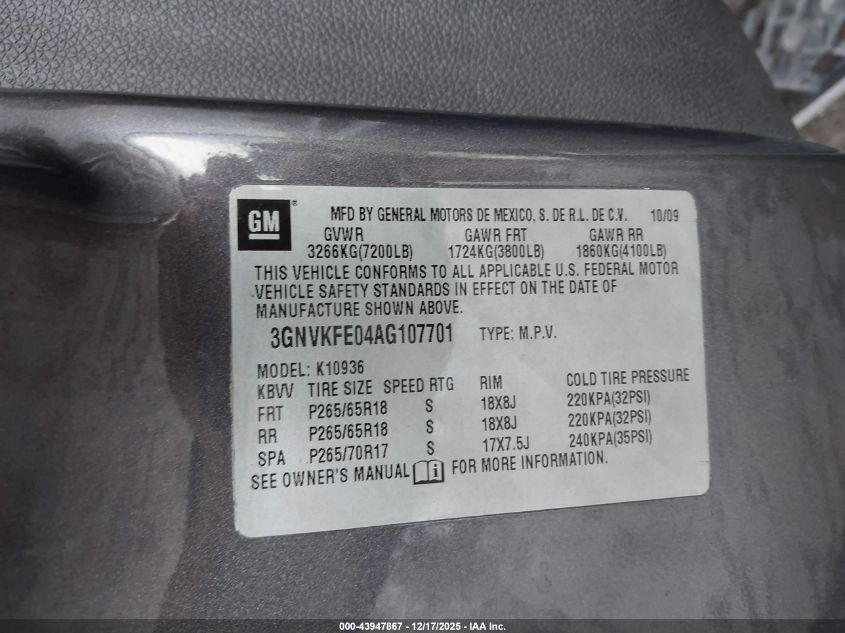 GM ® MFD BY GENERAL MOTORS DE MEXICO, S. DE R.L. DE C.V. 10/09
GVWR GAWR FRT GAWR RR
3266KG(7200LB) 1724KG(3800LB) 1860KG(4100LB)
THIS VEHICLE CONFORMS TO ALL APPLICABLE U.S. FEDERAL MOTOR
VEHICLE SAFETY STANDARDS IN EFFECT ON THE DATE OF
MANUFACTURE SHOWN ABOVE.
3GNVKFE04AG107701 TYPE: M.P.V.
MODEL: K10936
KBVV TIRE SIZE SPEED RTG RIM COLD TIRE PRESSURE
FRT P265/65R18 S 18X8J 220KPA(32PSI)
RR P265/65R18 S 18X8J 220KPA(32PSI)
SPA P265/70R17 S 17X7.5J 240KPA(35PSI)
SEE OWNER'S MANUAL i FOR MORE INFORMATION.
000-43947867 - 12/17/2025 - IAA Inc.